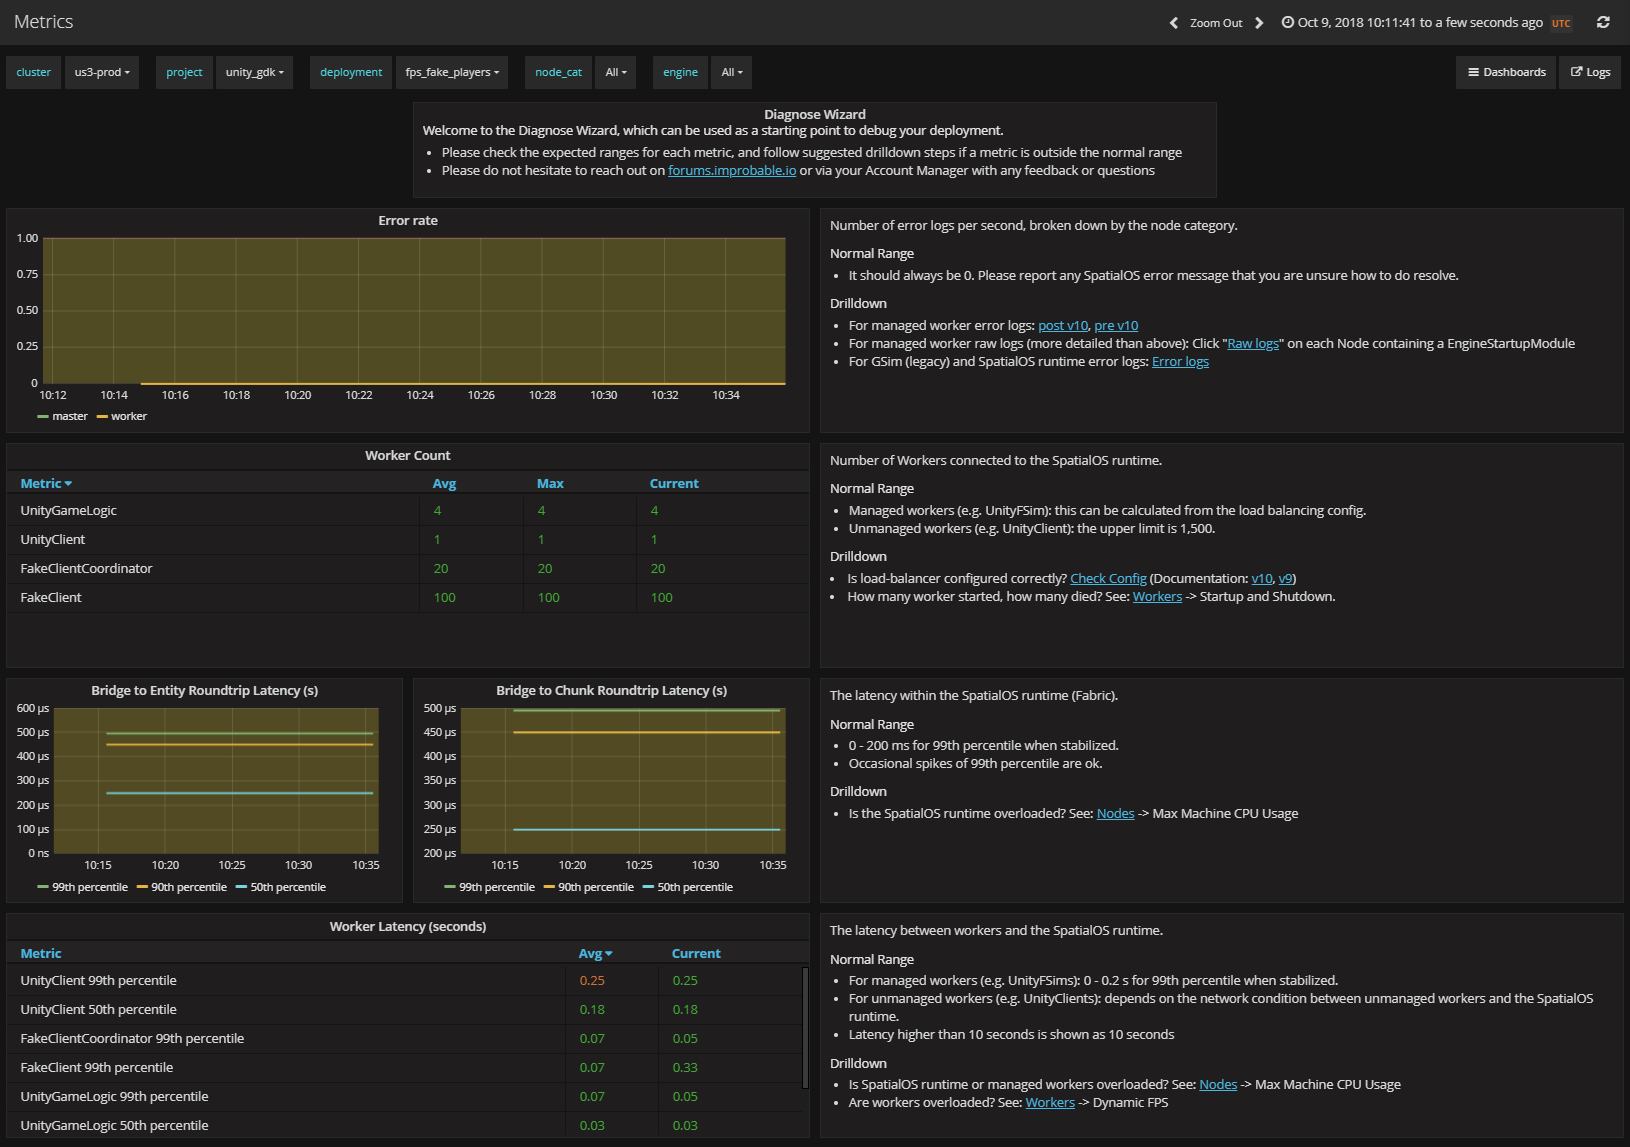 Metrics
Zoom Out
Oct 9, 2018 10:11:41 to a few seconds ago UTC
cluster us3-prod project unity_gdk deployment fps_fake_players node_cat All engine All
Dashboards Logs
Diagnose Wizard
Welcome to the Diagnose Wizard, which can be used as a starting point to debug your deployment.
• Please check the expected ranges for each metric, and follow suggested drilldown steps if a metric is outside the normal range
• Please do not hesitate to reach out on forums.improbable.io or via your Account Manager with any feedback or questions
Error rate
1.00
0.75
0.50
0.25
0
10:12 10:14 10:16 10:18 10:20 10:22 10:24 10:26 10:28 10:30 10:32 10:34
master worker
Number of error logs per second, broken down by the node category.
Normal Range
• It should always be 0. Please report any SpatialOS error message that you are unsure how to do resolve.
Drilldown
• For managed worker error logs: post v10, pre v10
• For managed worker raw logs (more detailed than above): Click "Raw logs" on each Node containing a EngineStartupModule
• For GSim (legacy) and SpatialOS runtime error logs: Error logs
Worker Count
Metric Avg Max Current
UnityGameLogic 4 4 4
UnityClient 1 1 1
FakeClientCoordinator 20 20 20
FakeClient 100 100 100
Number of Workers connected to the SpatialOS runtime.
Normal Range
• Managed workers (e.g. UnityFSim): this can be calculated from the load balancing config.
• Unmanaged workers (e.g. UnityClient): the upper limit is 1,500.
Drilldown
• Is load-balancer configured correctly? Check Config (Documentation: v10, v9)
• How many worker started, how many died? See: Workers -> Startup and Shutdown.
Bridge to Entity Roundtrip Latency (s)
600 µs
500 µs
400 µs
300 µs
200 µs
100 µs
0 ns
10:15 10:20 10:25 10:30 10:35
99th percentile 90th percentile 50th percentile
Bridge to Chunk Roundtrip Latency (s)
500 µs
450 µs
400 µs
350 µs
300 µs
250 µs
200 µs
10:15 10:20 10:25 10:30 10:35
99th percentile 90th percentile 50th percentile
The latency within the SpatialOS runtime (Fabric).
Normal Range
• 0 - 200 ms for 99th percentile when stabilized.
• Occasional spikes of 99th percentile are ok.
Drilldown
• Is the SpatialOS runtime overloaded? See: Nodes -> Max Machine CPU Usage
Worker Latency (seconds)
Metric Avg Current
UnityClient 99th percentile 0.25 0.25
UnityClient 50th percentile 0.18 0.18
FakeClientCoordinator 99th percentile 0.07 0.05
FakeClient 99th percentile 0.07 0.33
UnityGameLogic 99th percentile 0.07 0.05
UnityGameLogic 50th percentile 0.03 0.03
The latency between workers and the SpatialOS runtime.
Normal Range
• For managed workers (e.g. UnityFSims): 0 - 0.2 s for 99th percentile when stabilized.
• For unmanaged workers (e.g. UnityClients): depends on the network condition between unmanaged workers and the SpatialOS
runtime.
• Latency higher than 10 seconds is shown as 10 seconds
Drilldown
• Is SpatialOS runtime or managed workers overloaded? See: Nodes -> Max Machine CPU Usage
• Are workers overloaded? See: Workers -> Dynamic FPS